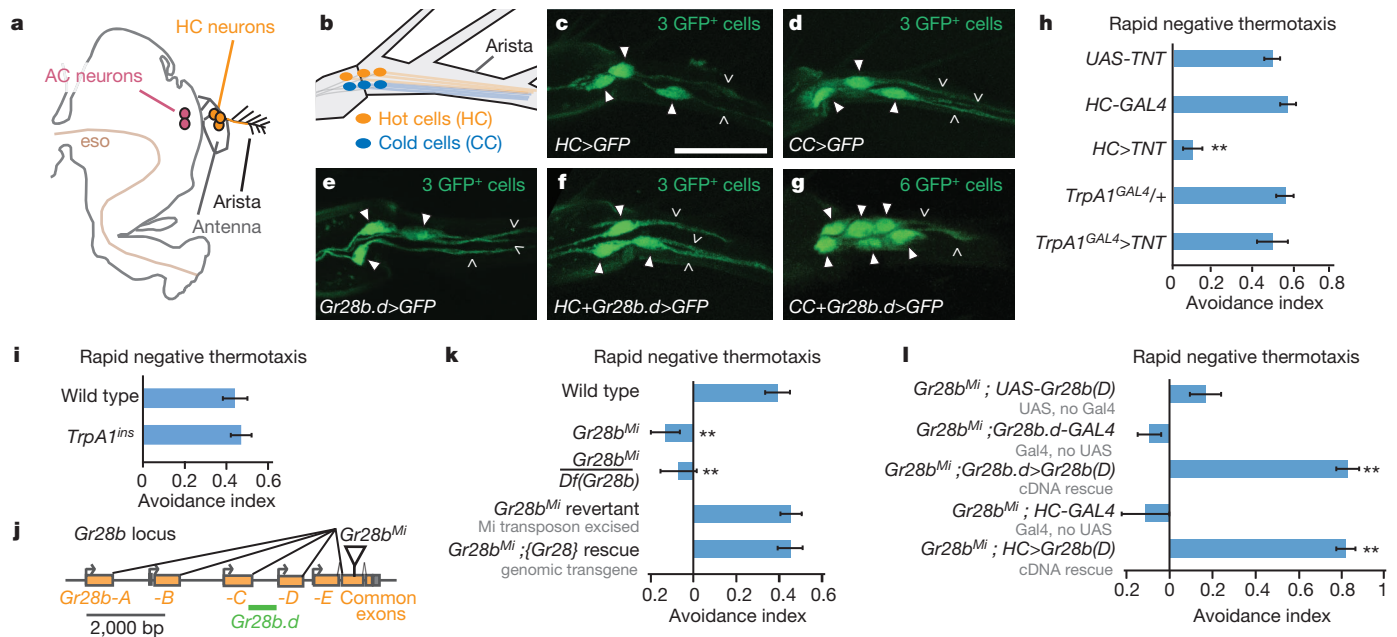 a
HC neurons
AC neurons
eso
Arista
Antenna
b
Arista
Hot cells (HC)
Cold cells (CC)
c
3 GFP+ cells
HC>GFP
d
3 GFP+ cells
CC>GFP
e
3 GFP+ cells
Gr28b.d>GFP
f
3 GFP+ cells
HC+Gr28b.d>GFP
g
6 GFP+ cells
CC+Gr28b.d>GFP
h
Rapid negative thermotaxis
UAS-TNT
HC-GAL4
HC>TNT
**
TrpA1GAL4/+
TrpA1GAL4>TNT
0 0.2 0.4 0.6 0.8
Avoidance index
i
Rapid negative thermotaxis
Wild type
TrpA1ins
0 0.2 0.4 0.6
Avoidance index
j
Gr28b locus
Gr28bMi
Gr28b-A -B -C -D -E Common
exons
Gr28b.d
2,000 bp
k
Rapid negative thermotaxis
Wild type
Gr28bMi
**
Gr28bMi
Df(Gr28b)
**
Gr28bMi revertant
Mi transposon excised
Gr28bMi ;{Gr28} rescue
genomic transgene
0.2 0 0.2 0.4 0.6
Avoidance index
l
Rapid negative thermotaxis
Gr28bMi ; UAS-Gr28b(D)
UAS, no Gal4
Gr28bMi ;Gr28b.d-GAL4
Gal4, no UAS
Gr28bMi ;Gr28b.d>Gr28b(D)
**
cDNA rescue
Gr28bMi ; HC-GAL4
Gal4, no UAS
Gr28bMi ; HC>Gr28b(D)
**
cDNA rescue
0.2 0 0.2 0.4 0.6 0.8 1
Avoidance index